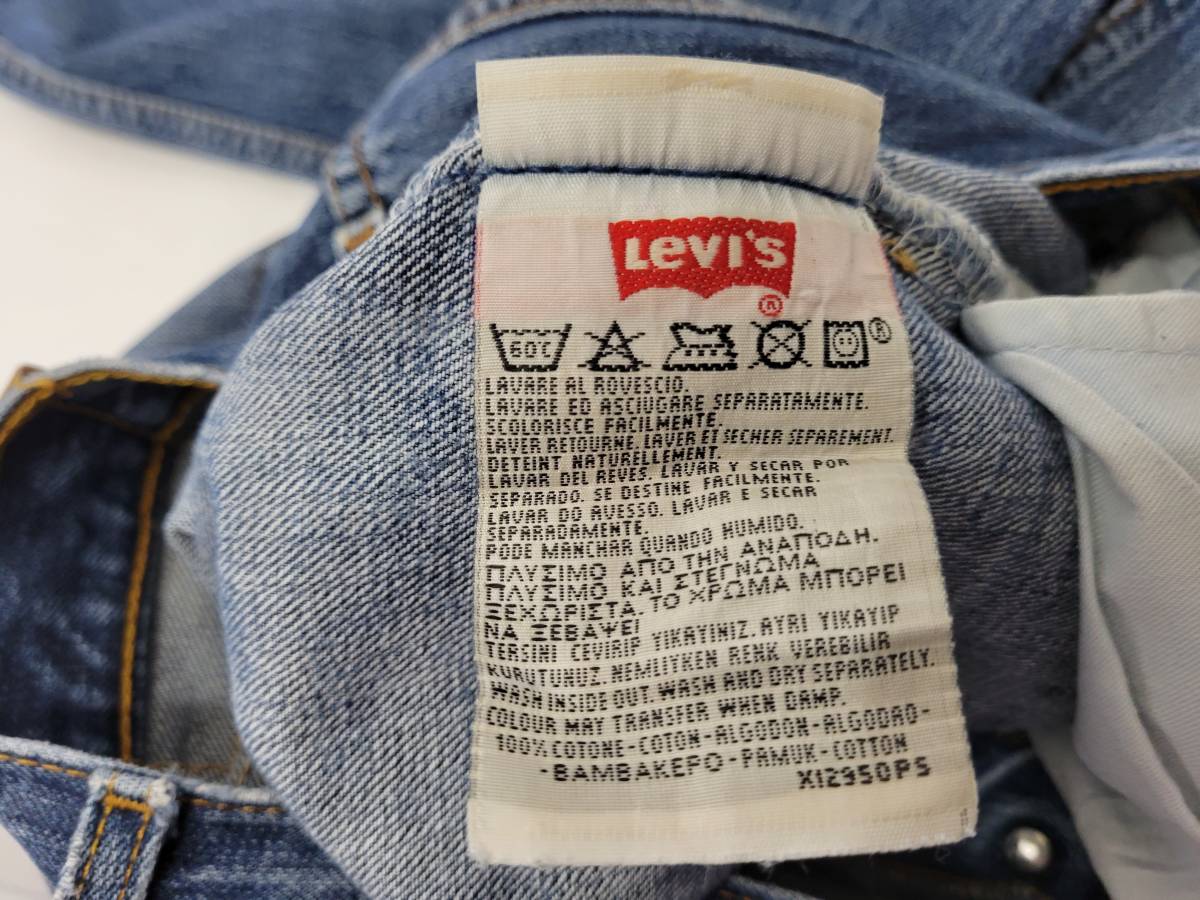 LEVI'S
®
60°C
®
LAVARE AL ROVESCIO.
LAVARE ED ASCIUGARE SEPARATAMENTE.
SCOLORISCE FACILMENTE.
LAVER RETOURNE. LAVER ET SECHER SEPAREMENT.
DETEINT NATURELLEMENT.
LAVAR DEL REVES. LAVAR Y SECAR POR
SEPARADO. SE DESTINE FACILMENTE.
LAVAR DO AVESSO. LAVAR E SECAR
SEPARADAMENTE.
PODE MANCHAR QUANDO HUMIDO.
ΠΛΥΣΙΜΟ ΑΠΟ ΤΗΝ ΑΝΑΠΟΔΗ.
ΠΛΥΣΙΜΟ ΚΑΙ ΣΤΕΓΝΩΜΑ
ΞΕΧΩΡΙΣΤΑ. ΤΟ ΧΡΩΜΑ ΜΠΟΡΕΙ
ΝΑ ΞΕΒΑΨΕΙ
TERSINI CEVIRIP YIKAYINIZ. AYRI YIKAYIP
KURUTUNUZ. NEMLIYKEN RENK VEREBILIR
WASH INSIDE OUT. WASH AND DRY SEPARATELY.
COLOUR MAY TRANSFER WHEN DAMP.
100% COTONE-COTON-ALGODON-ALGODAO-
-BAMBAKEPO-PAMUK-COTTON
X12950PS